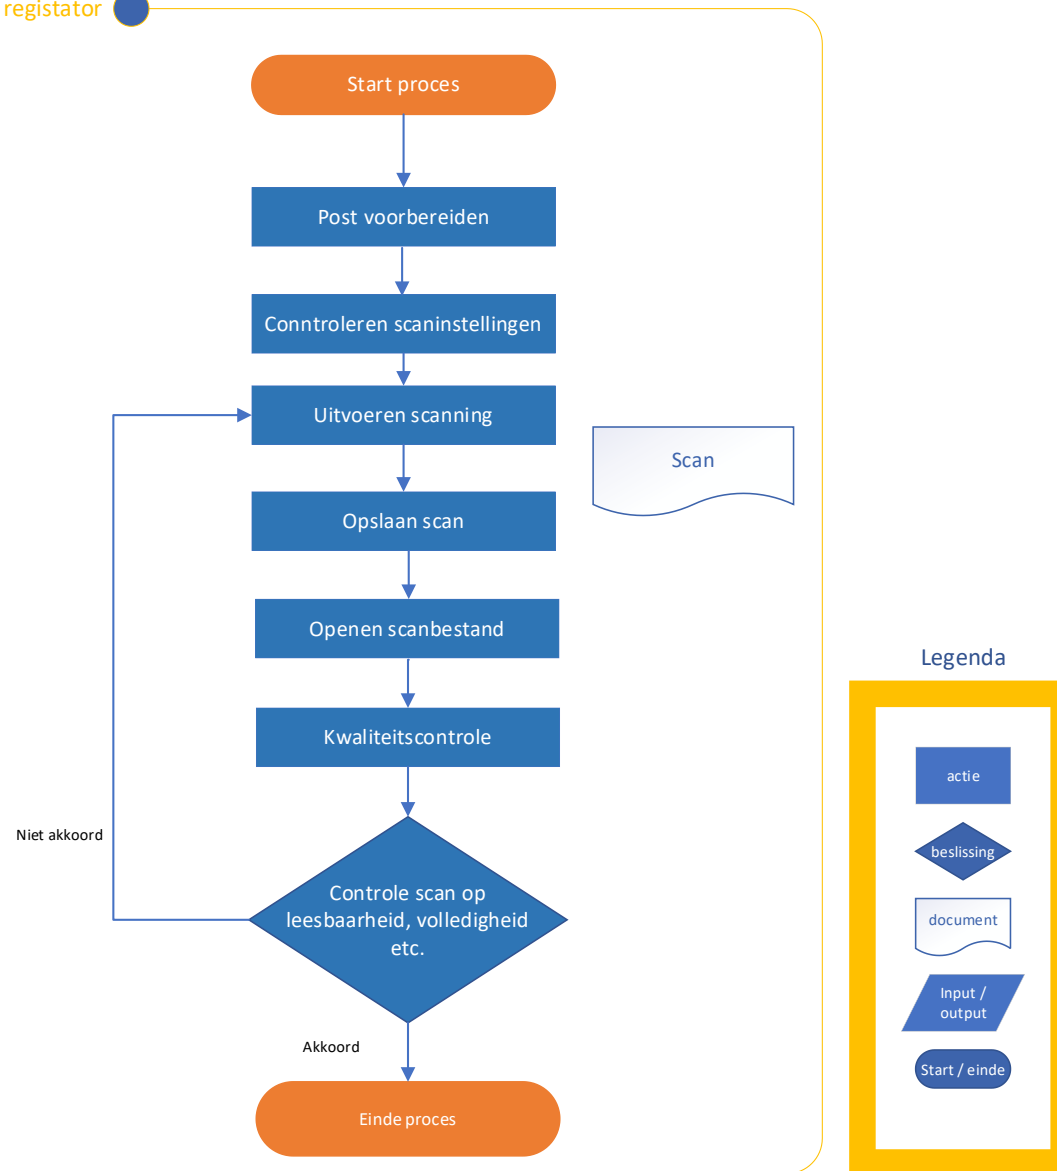 registator
Start proces
Post voorbereiden
Conntroleren scaninstellingen
Uitvoeren scanning
Scan
Opslaan scan
Openen scanbestand
Kwaliteitscontrole
Niet akkoord
Controle scan op
leesbaarheid, volledigheid
etc.
Akkoord
Einde proces
Legenda
actie
beslissing
document
Input /
output
Start / einde